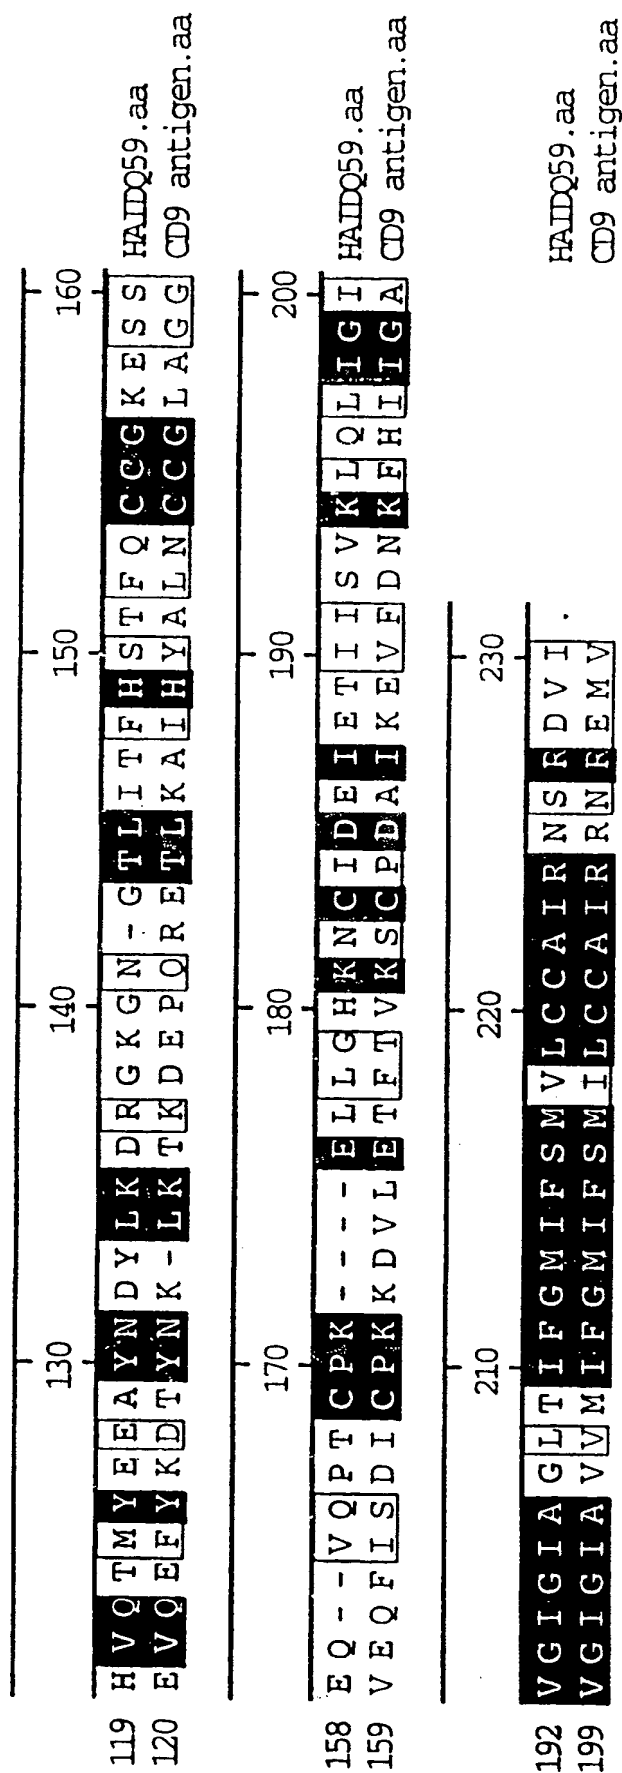 130 140 150 160
119 H V Q T M Y E E A Y N D Y L K D R G K G N - G T L I T F H S T F Q C C G K E S S HAIDQ59.aa
120 E V Q E F Y K D T Y N K - L K T K D E P Q R E T L K A I H Y A L N C C G L A G G CD9 antigen.aa
170 180 190 200
158 E Q - - V Q P T C P K - - - - E L L G H K N C I D E I E T I I S V K L Q L I G I HAIDQ59.aa
159 V E Q F I S D I C P K K D V L E T F T V K S C P D A I K E V F D N K F H I I G A CD9 antigen.aa
210 220 230
192 V G I G I A G L T I F G M I F S M V L C C A I R N S R D V I HAIDQ59.aa
199 V G I G I A V V M I F G M I F S M I L C C A I R R N R E M V CD9 antigen.aa